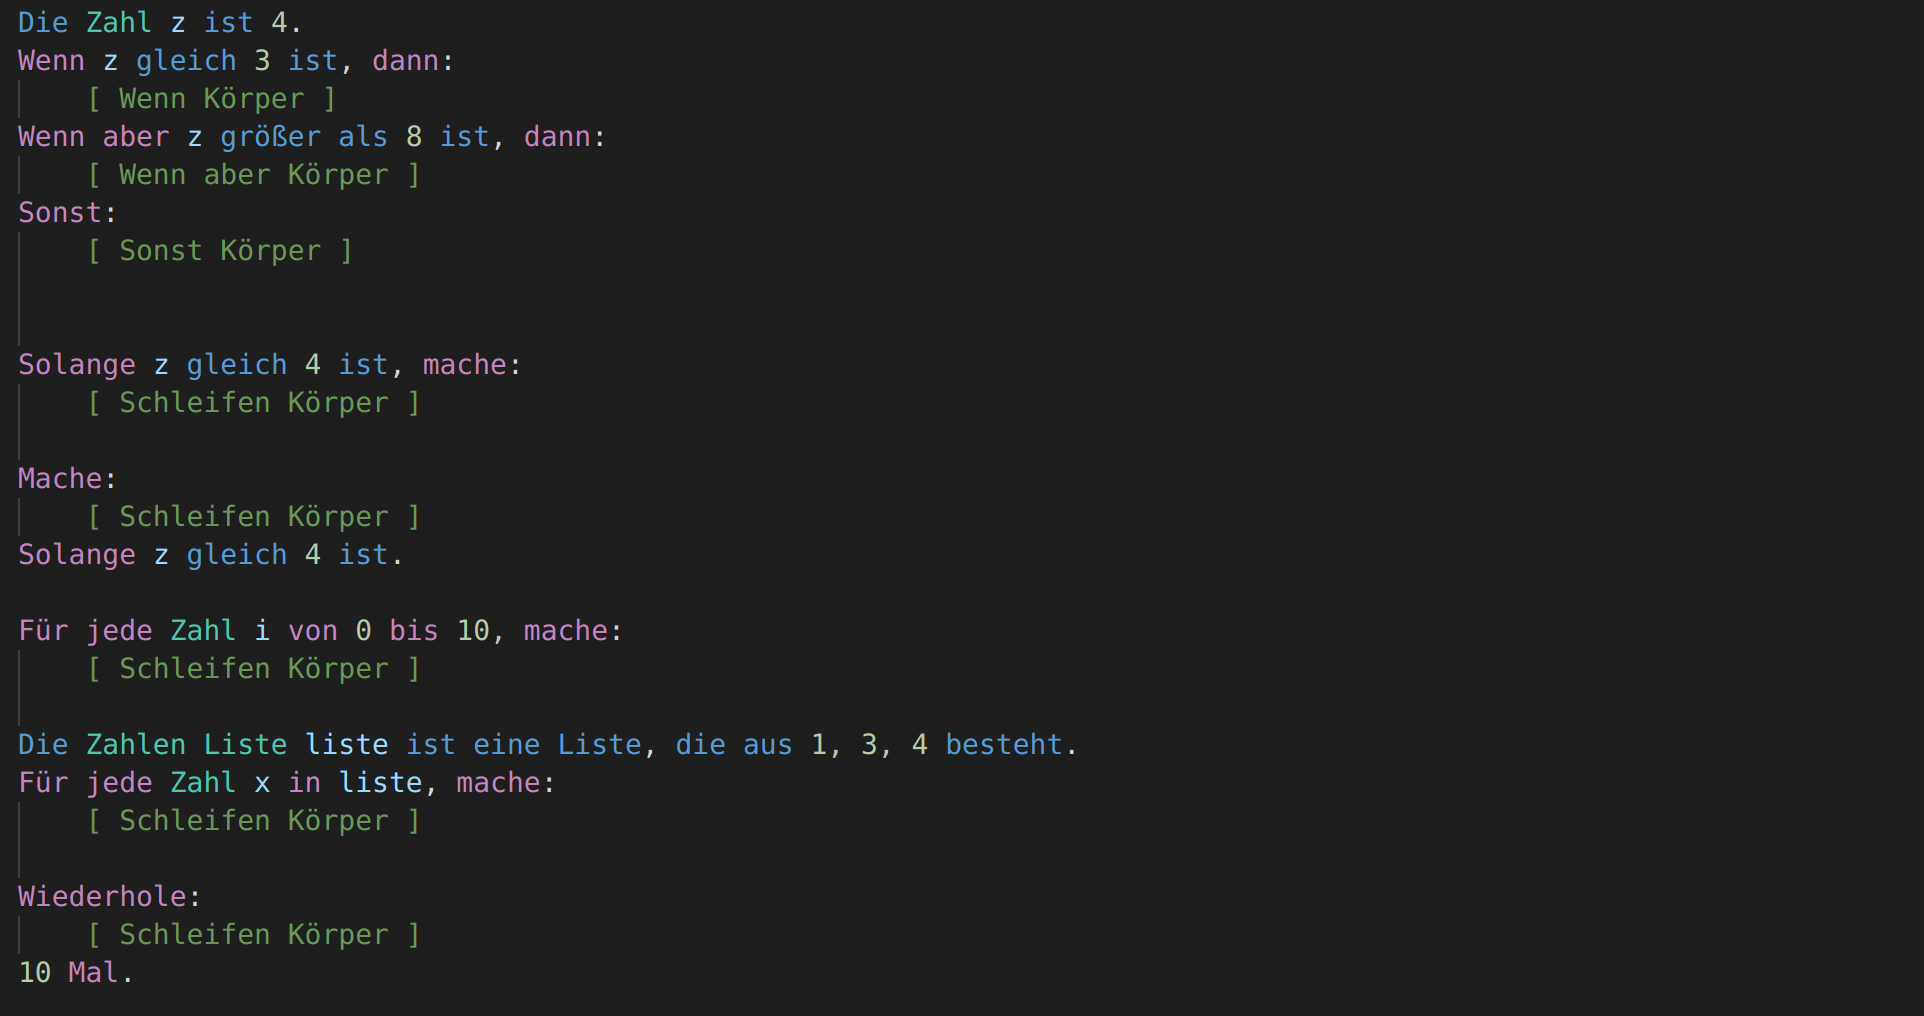 Die Zahl z ist 4.
Wenn z gleich 3 ist, dann:
[ Wenn Körper ]
Wenn aber z größer als 8 ist, dann:
[ Wenn aber Körper ]
Sonst:
[ Sonst Körper ]
Solange z gleich 4 ist, mache:
[ Schleifen Körper ]
Mache:
[ Schleifen Körper ]
Solange z gleich 4 ist.
Für jede Zahl i von 0 bis 10, mache:
[ Schleifen Körper ]
Die Zahlen Liste liste ist eine Liste, die aus 1, 3, 4 besteht.
Für jede Zahl x in liste, mache:
[ Schleifen Körper ]
Wiederhole:
[ Schleifen Körper ]
10 Mal.